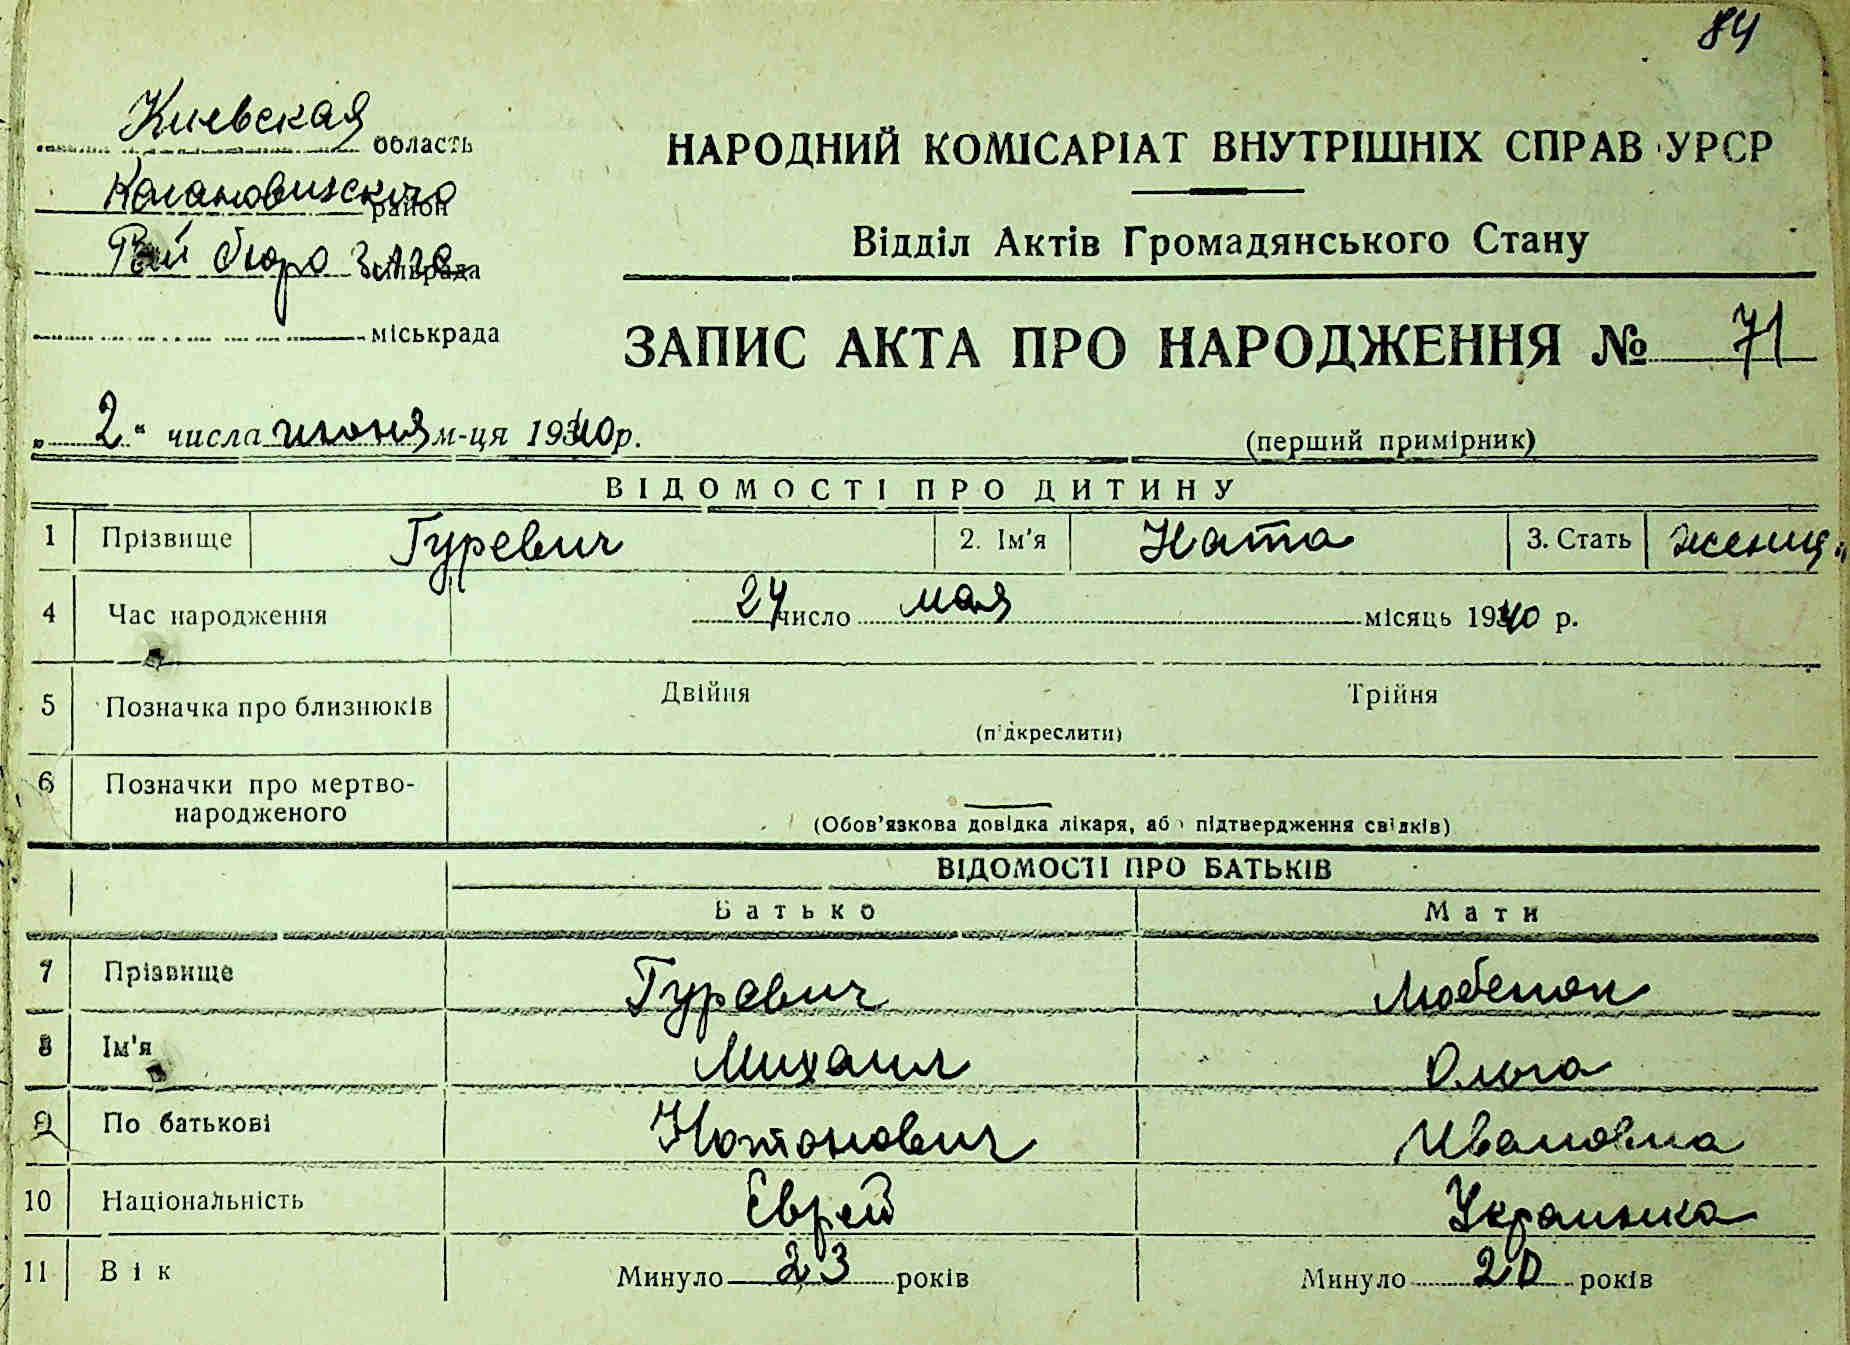 84
Киевская область
Кагановичского район
Рай бюро загс сільрада
міськрада
НАРОДНИЙ КОМІСАРІАТ ВНУТРІШНІХ СПРАВ УРСР
Відділ Актів Громадянського Стану
ЗАПИС АКТА ПРО НАРОДЖЕННЯ № 71
„2“ числа июня м-ця 1940 р.
(перший примірник)
ВІДОМОСТІ ПРО ДИТИНУ
1 Прізвище Гуревич 2. Ім'я Ната 3. Стать женщ.
4 Час народження 24 число мая місяць 1940 р.
5 Позначка про близнюків Двійня Трійня
(підкреслити)
6 Позначки про мертво-
народженого
(Обов'язкова довідка лікаря, або підтвердження свідків)
ВІДОМОСТІ ПРО БАТЬКІВ
Батько Мати
7 Прізвище Гуревич
8 Ім'я Михаил Ольга
9 По батькові Натанович Ивановна
10 Національність Еврей Украинка
11 Вік Минуло 23 років Минуло 20 років